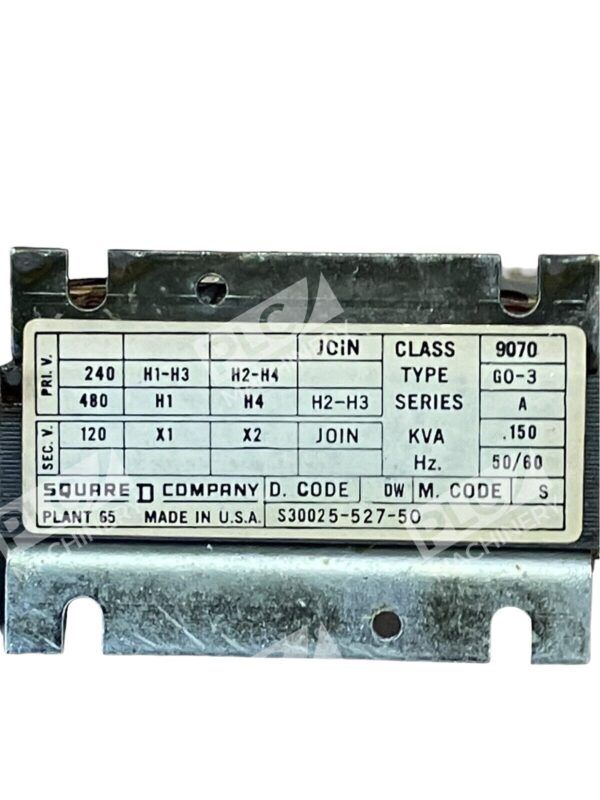 JOIN CLASS 9070
PRI. V. 240 H1-H3 H2-H4 TYPE GO-3
480 H1 H4 H2-H3 SERIES A
SEC. V. 120 X1 X2 JOIN KVA .150
Hz. 50/60
SQUARE D COMPANY D. CODE DW M. CODE S
PLANT 65 MADE IN U.S.A. S30025-527-50
PLC MACHINERY